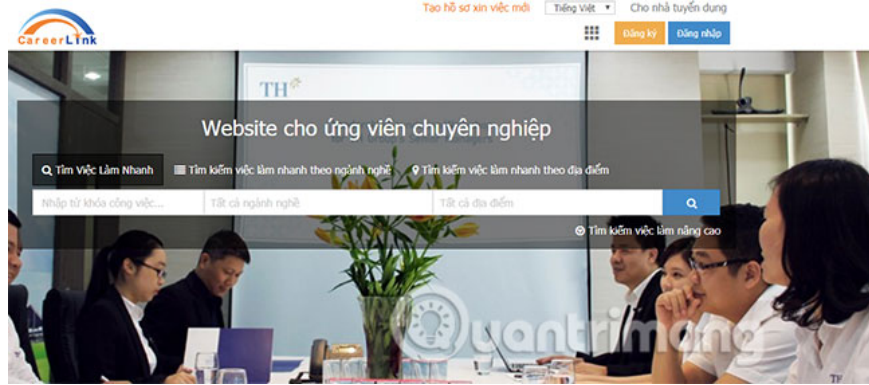 Tạo hồ sơ xin việc mới Tiếng Việt Cho nhà tuyển dụng
CareerLink
Đăng ký Đăng nhập
TH
Website cho ứng viên chuyên nghiệp
Tìm Việc Làm Nhanh Tìm kiếm việc làm nhanh theo ngành nghề Tìm kiếm việc làm nhanh theo địa điểm
Nhập từ khóa công việc... Tất cả ngành nghề Tất cả địa điểm
Tìm kiếm việc làm nâng cao
Quantrimang
TH